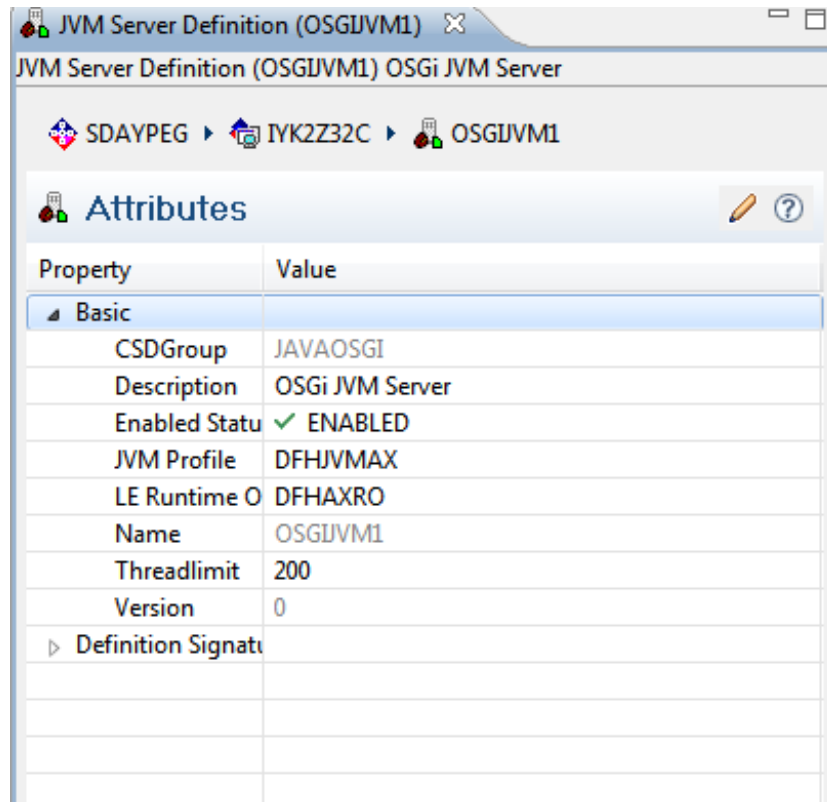 JVM Server Definition (OSGIJVM1)
JVM Server Definition (OSGIJVM1) OSGi JVM Server
SDAYPEG IYK2Z32C OSGIJVM1
Attributes
Property Value
Basic
CSDGroup JAVAOSGI
Description OSGi JVM Server
Enabled Statu ENABLED
JVM Profile DFHJVMAX
LE Runtime O DFHAXRO
Name OSGIJVM1
Threadlimit 200
Version 0
Definition Signatu